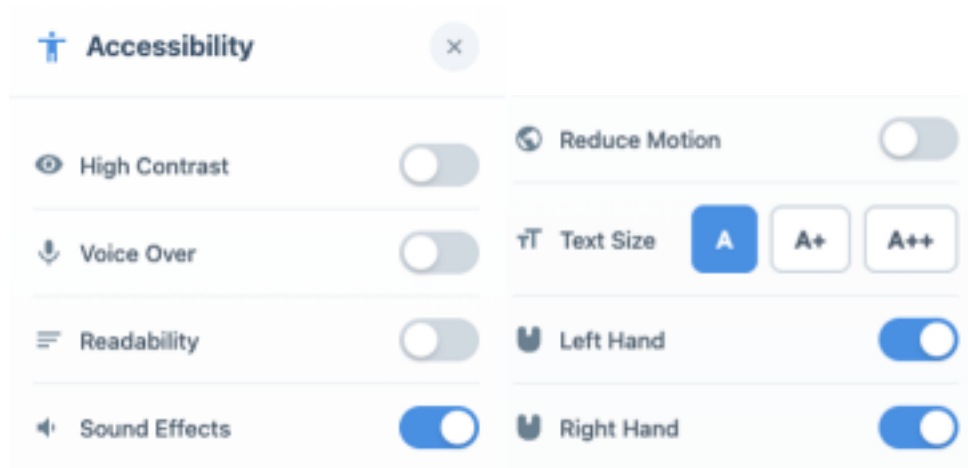 Accessibility
High Contrast
Voice Over
Readability
Sound Effects
Reduce Motion
Text Size A A+ A++
Left Hand
Right Hand